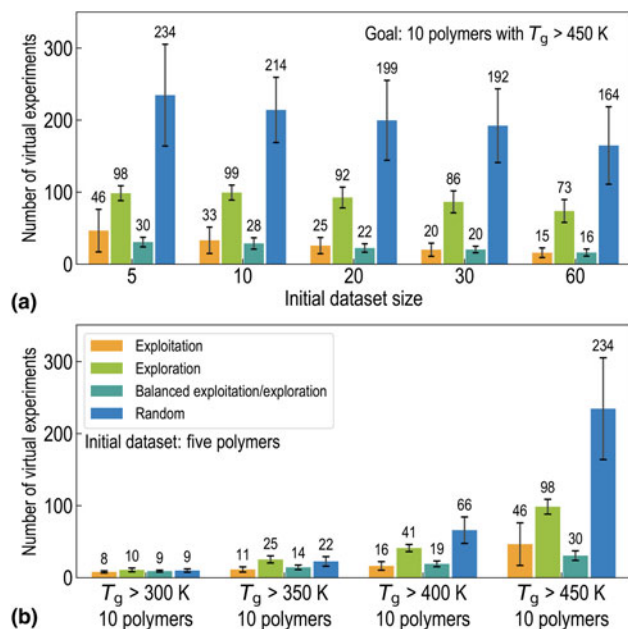 Goal: 10 polymers with Tg > 450 K
Number of virtual experiments
300
200
100
0
46 98 30 234
33 99 28 214
25 92 22 199
20 86 20 192
15 73 16 164
5 10 20 30 60
(a) Initial dataset size
Exploitation
Exploration
Balanced exploitation/exploration
Random
Initial dataset: five polymers
Number of virtual experiments
300
200
100
0
8 10 9 9
11 25 14 22
16 41 19 66
46 98 30 234
Tg > 300 K Tg > 350 K Tg > 400 K Tg > 450 K
(b) 10 polymers 10 polymers 10 polymers 10 polymers